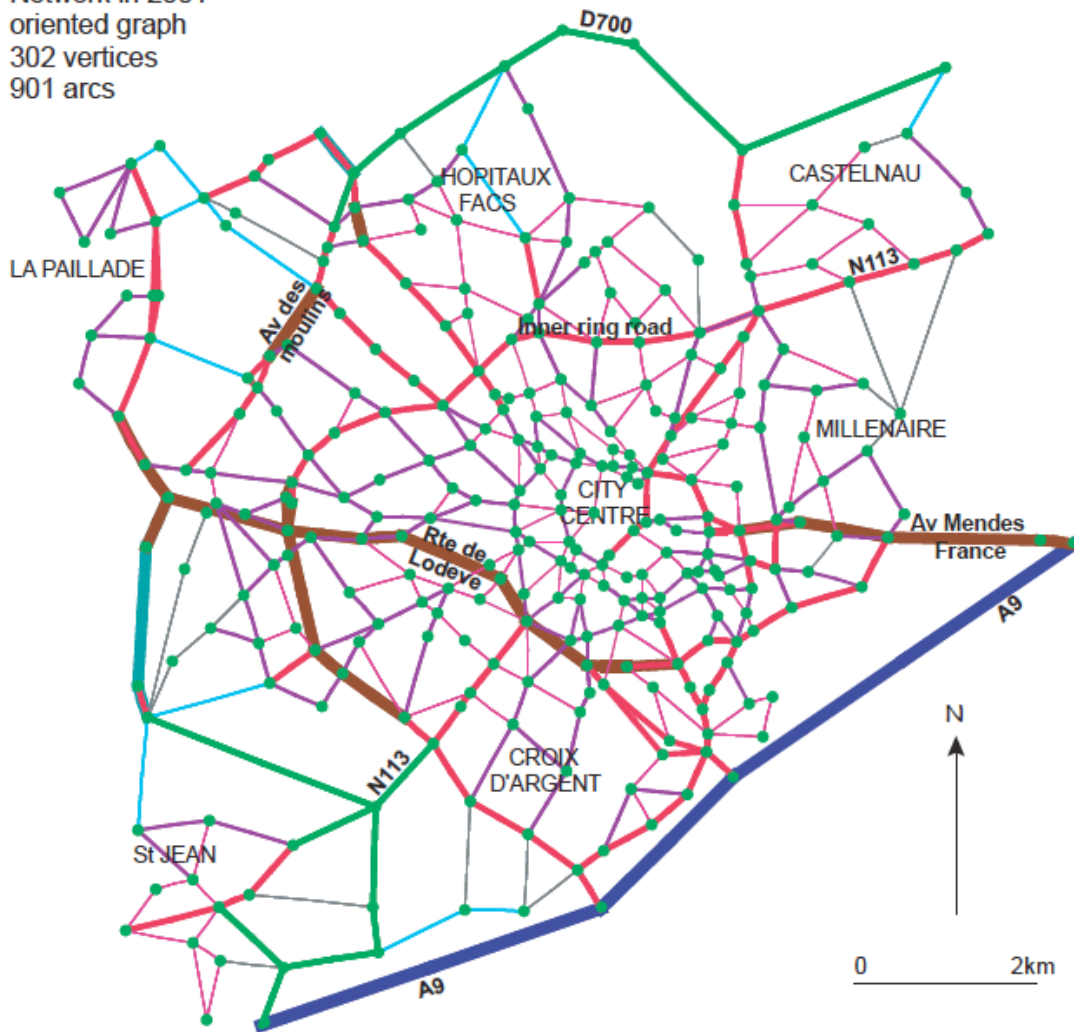 oriented graph
302 vertices
901 arcs
D700
HOPITAUX
FACS
CASTELNAU
LA PAILLADE
N113
Av des
moulins
Inner ring road
MILLENAIRE
CITY
CENTRE
Rte de
Lodeve
Av Mendes
France
A9
N
CROIX
D'ARGENT
N113
St JEAN
A9
0
2km